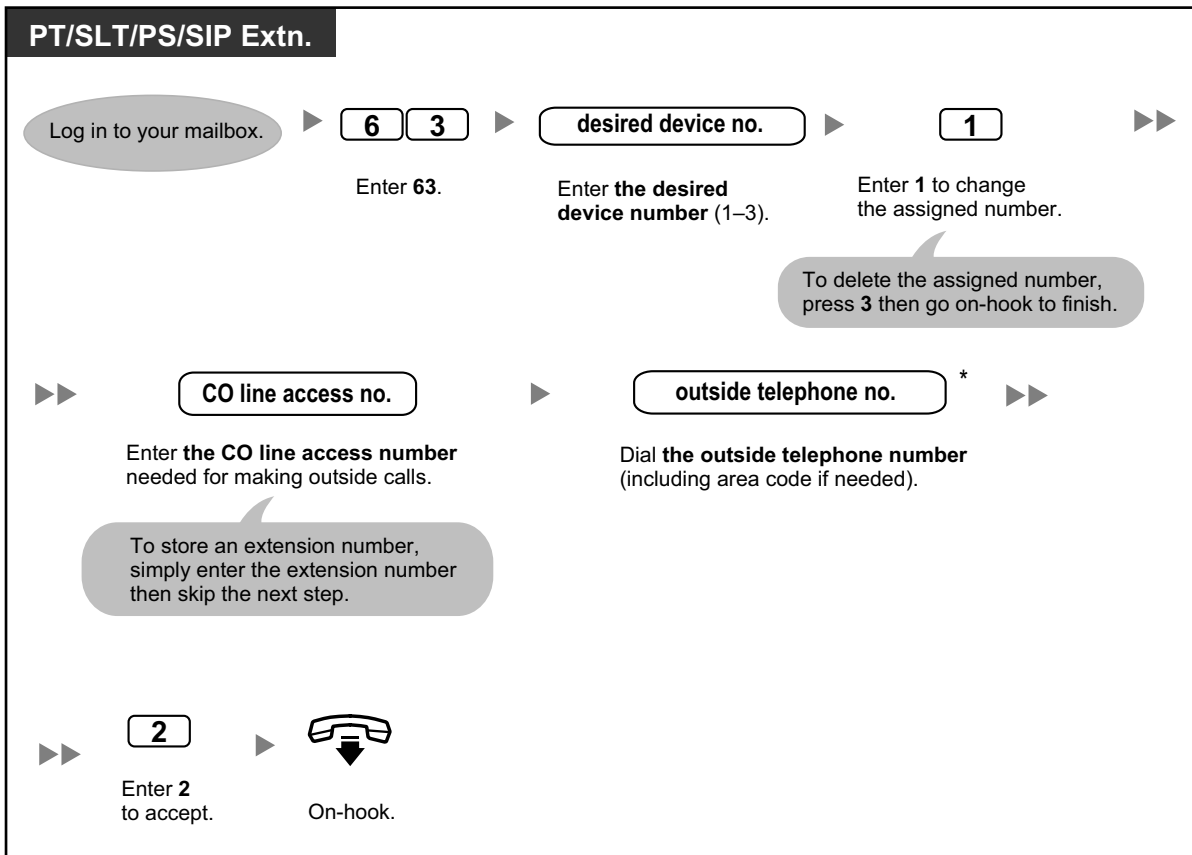 PT/SLT/PS/SIP Extn.
Log in to your mailbox.
6 3
Enter 63.
desired device no.
Enter the desired
device number (1–3).
1
Enter 1 to change
the assigned number.
To delete the assigned number,
press 3 then go on-hook to finish.
CO line access no.
Enter the CO line access number
needed for making outside calls.
To store an extension number,
simply enter the extension number
then skip the next step.
outside telephone no. *
Dial the outside telephone number
(including area code if needed).
2
Enter 2
to accept.
On-hook.